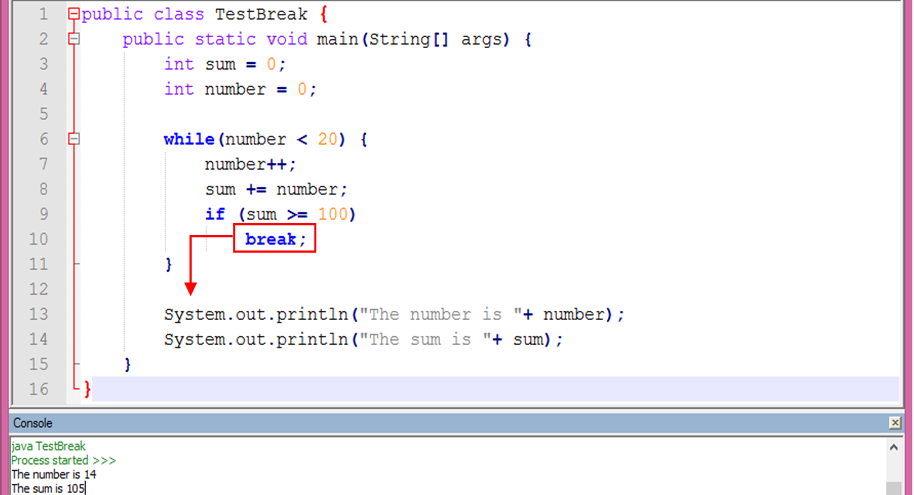 1 public class TestBreak {
2 public static void main(String[] args) {
3 int sum = 0;
4 int number = 0;
5
6 while(number < 20) {
7 number++;
8 sum += number;
9 if (sum >= 100)
10 break;
11 }
12
13 System.out.println("The number is "+ number);
14 System.out.println("The sum is "+ sum);
15 }
16 }
Console
java TestBreak
Process started >>>
The number is 14
The sum is 105